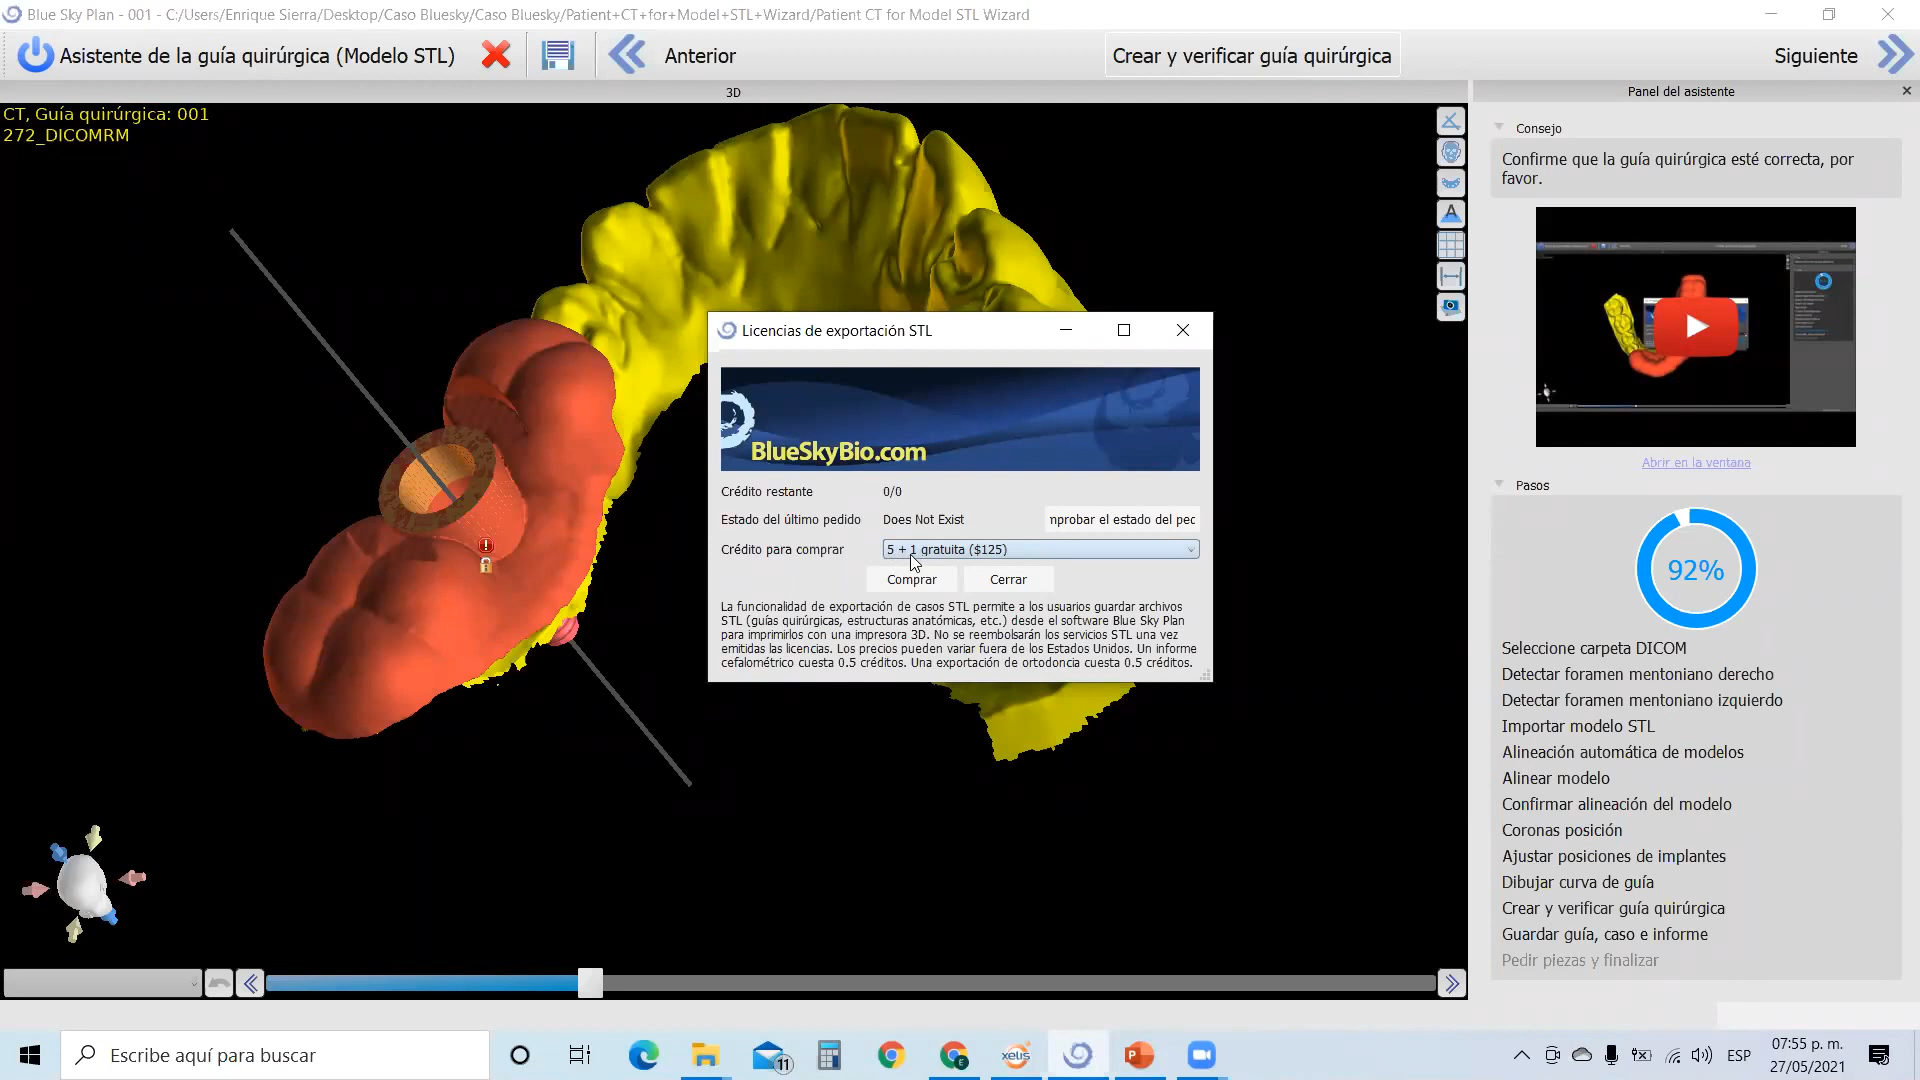 Blue Sky Plan - 001 - C:/Users/Enrique Sierra/Desktop/Caso Bluesky/Caso Bluesky/Patient+CT+for+Model+STL+Wizard/Patient CT for Model STL Wizard
Asistente de la guía quirúrgica (Modelo STL)
Anterior
Crear y verificar guía quirúrgica
Siguiente
3D
Panel del asistente
CT, Guía quirúrgica: 001
272_DICOMRM
Consejo
Confirme que la guía quirúrgica esté correcta, por
favor.
Abrir en la ventana
Licencias de exportación STL
BlueSkyBio.com
Crédito restante 0/0
Estado del último pedido Does Not Exist mprobar el estado del pec
Crédito para comprar 5 + 1 gratuita ($125)
Comprar Cerrar
La funcionalidad de exportación de casos STL permite a los usuarios guardar archivos
STL (guías quirúrgicas, estructuras anatómicas, etc.) desde el software Blue Sky Plan
para imprimirlos con una impresora 3D. No se reembolsarán los servicios STL una vez
emitidas las licencias. Los precios pueden variar fuera de los Estados Unidos. Un informe
cefalométrico cuesta 0.5 créditos. Una exportación de ortodoncia cuesta 0.5 créditos.
Pasos
92%
Seleccione carpeta DICOM
Detectar foramen mentoniano derecho
Detectar foramen mentoniano izquierdo
Importar modelo STL
Alineación automática de modelos
Alinear modelo
Confirmar alineación del modelo
Coronas posición
Ajustar posiciones de implantes
Dibujar curva de guía
Crear y verificar guía quirúrgica
Guardar guía, caso e informe
Pedir piezas y finalizar
Escribe aquí para buscar
11
xelis
ESP
07:55 p. m.
27/05/2021